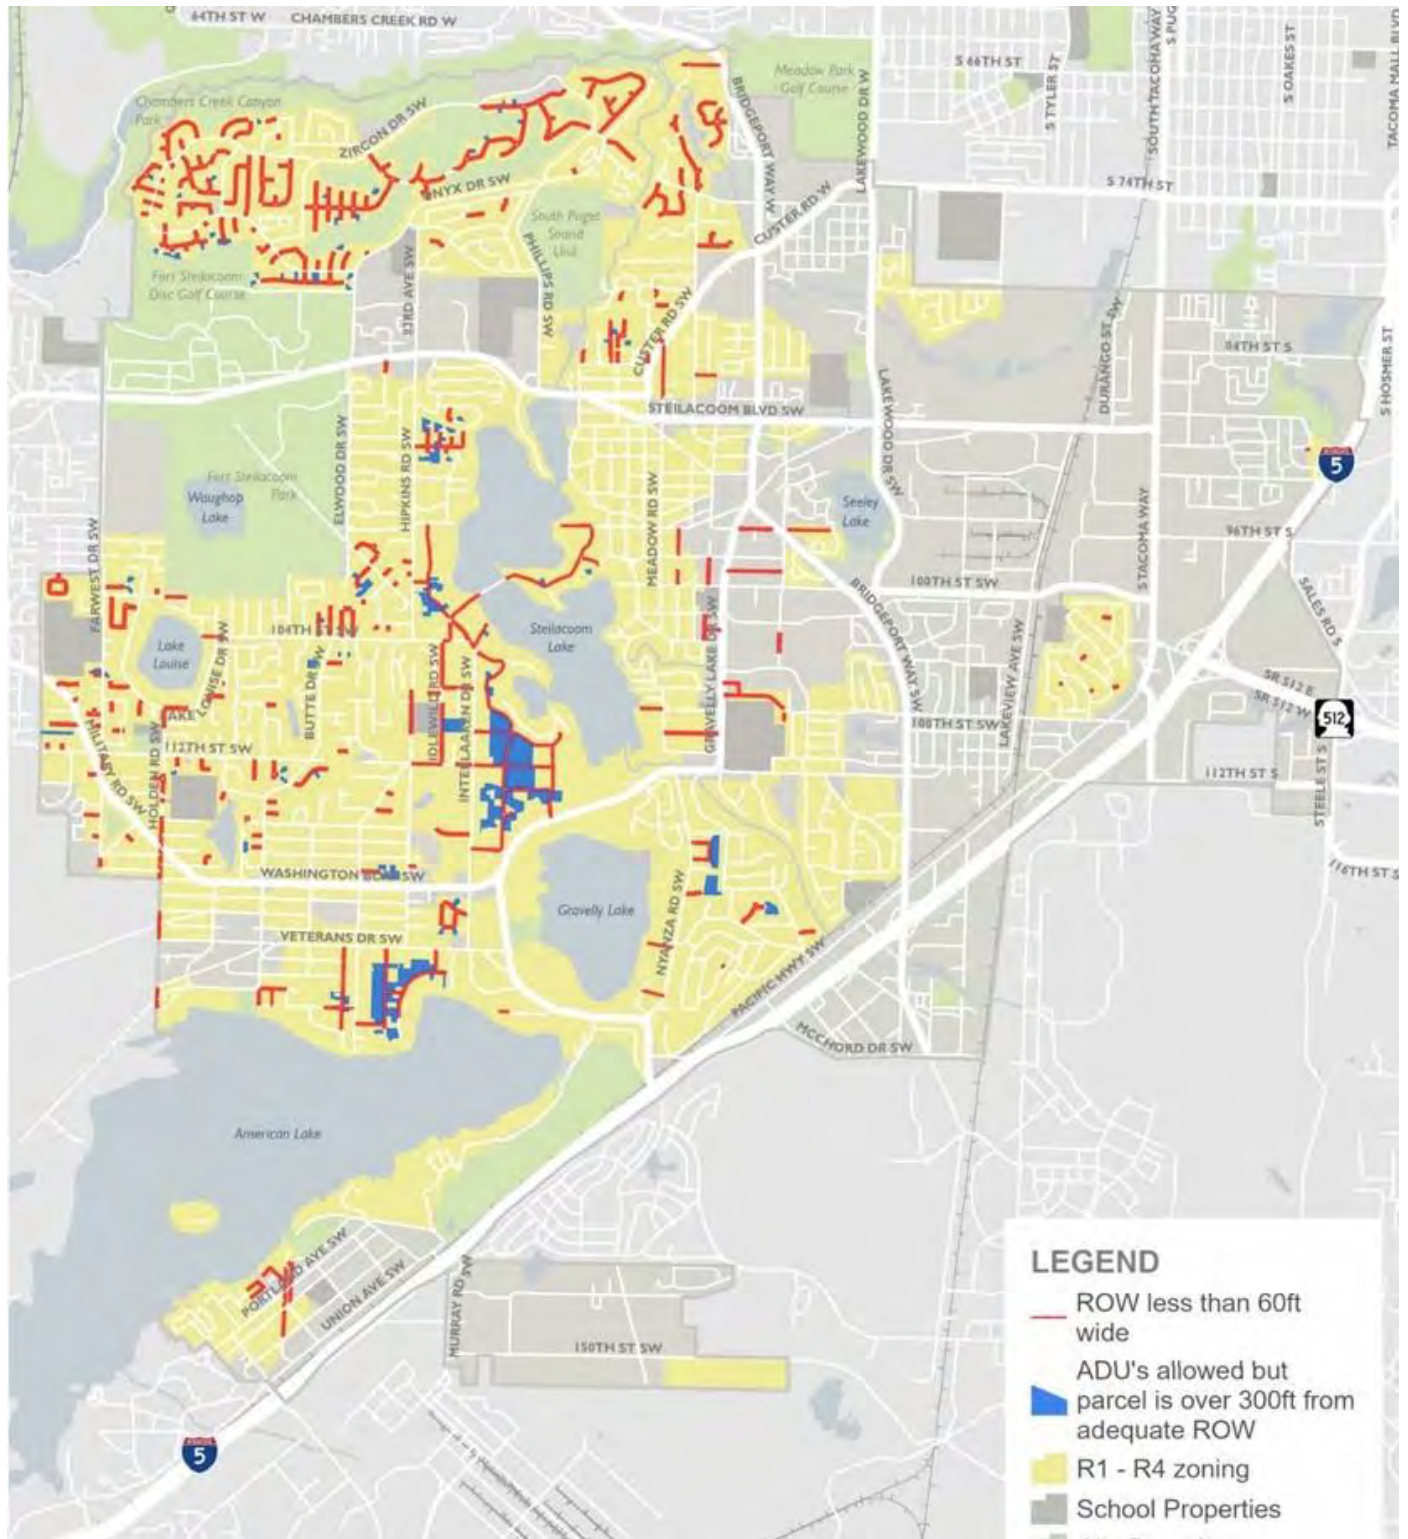 64TH ST W
CHAMBERS CREEK RD W
S 66TH ST
S TYLER ST
SOUTH TACOMA WAY
S PUG
S OAKES ST
TACOMA MALL BLVD
Meadow Park
Golf Course
Chambers Creek Canyon
Park
ZIRCON DR SW
BRIDGEPORT WAY W
LAKEWOOD DR W
ONYX DR SW
S 74TH ST
CUSTER RD W
South Puget
Sound
Unit
PHILLIPS RD SW
83RD AVE SW
Fort Steilacoom
Disc Golf Course
CUSTER RD SW
DURANGO ST SW
84TH ST S
S HOSMER ST
STEILACOOM BLVD SW
LAKEWOOD DR SW
ELWOOD DR SW
HIPKINS RD SW
Fort Steilacoom
Park
Waughop
Lake
MEADOW RD SW
Seeley
Lake
5
S TACOMA WAY
96TH ST S
FARWEST DR SW
100TH ST SW
BRIDGEPORT WAY SW
SALES RD S
104TH ST SW
Steilacoom
Lake
Lake
Louise
LAKE LOUISE DR SW
BUTTE DR SW
IDLEWILD RD SW
INTERLAAKEN DR SW
GRAVELLY LAKE DR SW
LAKEVIEW AVE SW
SR 512 E
SR 512 W
512
108TH ST SW
MILITARY RD SW
HOLDEN RD SW
112TH ST SW
112TH ST S
STEELE ST S
116TH ST S
WASHINGTON BLVD SW
NYANZA RD SW
Gravelly Lake
VETERANS DR SW
PACIFIC HWY SW
MCCHORD DR SW
American Lake
PORTLAND AVE SW
UNION AVE SW
MURRAY RD SW
150TH ST SW
5
LEGEND
ROW less than 60ft
wide
ADU's allowed but
parcel is over 300ft from
adequate ROW
R1 - R4 zoning
School Properties